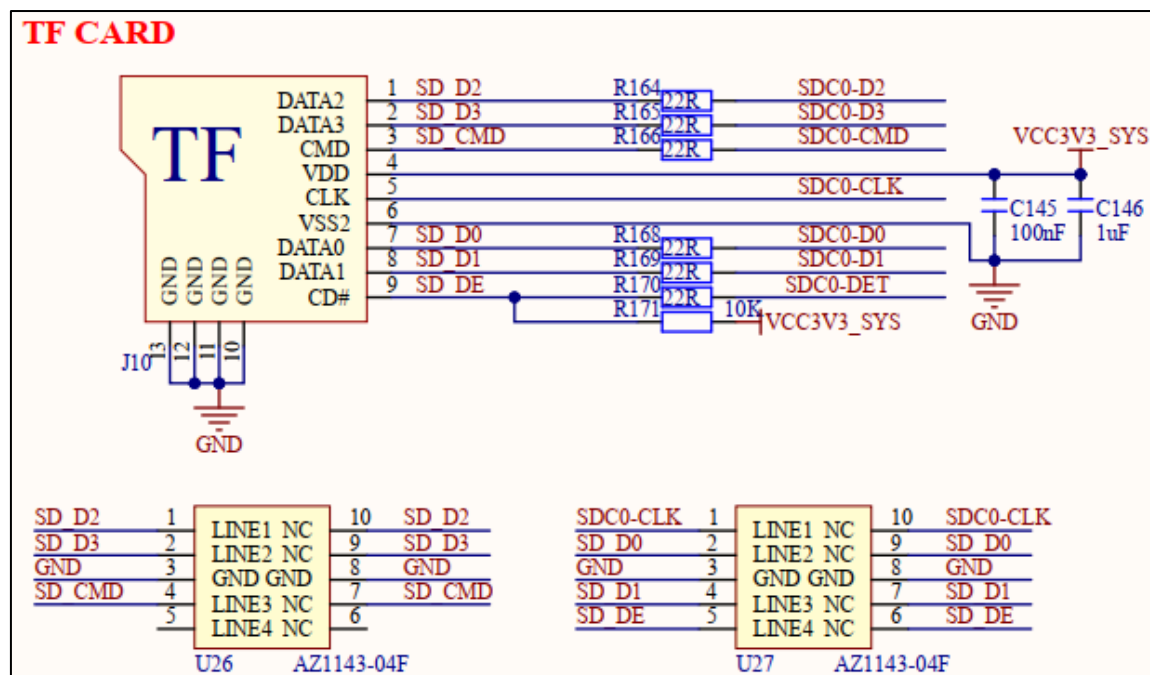 TF CARD
TF
DATA2 1 SD_D2 R164 22R SDC0-D2
DATA3 2 SD_D3 R165 22R SDC0-D3
CMD 3 SD_CMD R166 22R SDC0-CMD
VCC3V3_SYS
VDD 4
CLK 5 SDC0-CLK
VSS2 6
C145 100nF
C146 1uF
DATA0 7 SD_D0 R168 22R SDC0-D0
DATA1 8 SD_D1 R169 22R SDC0-D1
CD# 9 SD_DE R170 22R SDC0-DET
R171 10K VCC3V3_SYS
GND
GND GND GND GND
13 12 11 10
J10
GND
SD_D2 1 LINE1 NC 10 SD_D2
SD_D3 2 LINE2 NC 9 SD_D3
GND 3 GND GND 8 GND
SD_CMD 4 LINE3 NC 7 SD_CMD
5 LINE4 NC 6
U26 AZ1143-04F
SDC0-CLK 1 LINE1 NC 10 SDC0-CLK
SD_D0 2 LINE2 NC 9 SD_D0
GND 3 GND GND 8 GND
SD_D1 4 LINE3 NC 7 SD_D1
SD_DE 5 LINE4 NC 6 SD_DE
U27 AZ1143-04F